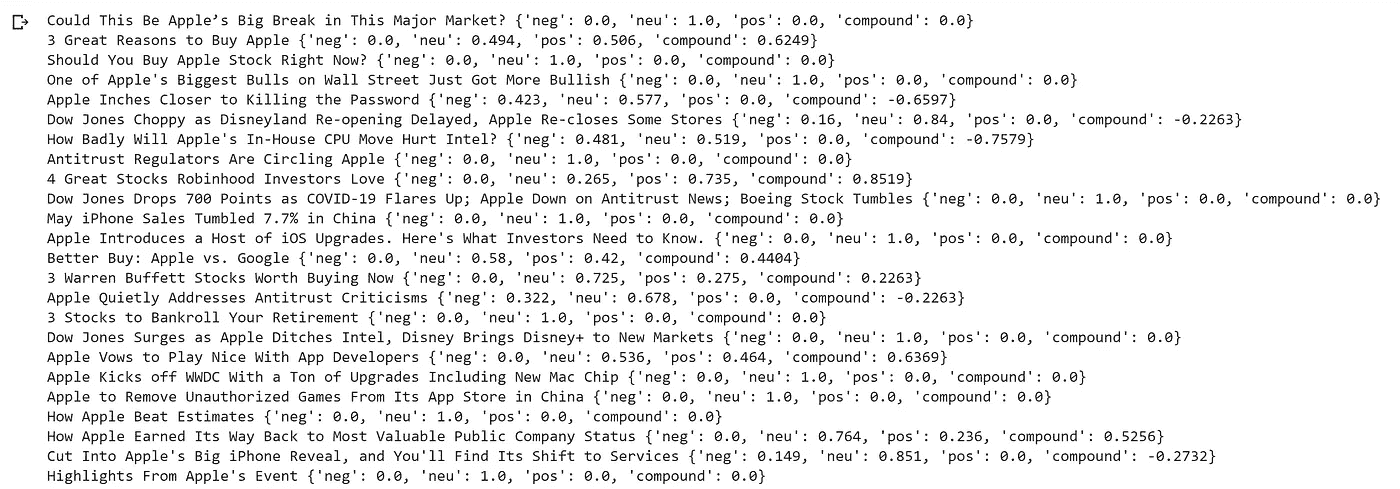 Could This Be Apple’s Big Break in This Major Market? {'neg': 0.0, 'neu': 1.0, 'pos': 0.0, 'compound': 0.0}
3 Great Reasons to Buy Apple {'neg': 0.0, 'neu': 0.494, 'pos': 0.506, 'compound': 0.6249}
Should You Buy Apple Stock Right Now? {'neg': 0.0, 'neu': 1.0, 'pos': 0.0, 'compound': 0.0}
One of Apple's Biggest Bulls on Wall Street Just Got More Bullish {'neg': 0.0, 'neu': 1.0, 'pos': 0.0, 'compound': 0.0}
Apple Inches Closer to Killing the Password {'neg': 0.423, 'neu': 0.577, 'pos': 0.0, 'compound': -0.6597}
Dow Jones Choppy as Disneyland Re-opening Delayed, Apple Re-closes Some Stores {'neg': 0.16, 'neu': 0.84, 'pos': 0.0, 'compound': -0.2263}
How Badly Will Apple's In-House CPU Move Hurt Intel? {'neg': 0.481, 'neu': 0.519, 'pos': 0.0, 'compound': -0.7579}
Antitrust Regulators Are Circling Apple {'neg': 0.0, 'neu': 1.0, 'pos': 0.0, 'compound': 0.0}
4 Great Stocks Robinhood Investors Love {'neg': 0.0, 'neu': 0.265, 'pos': 0.735, 'compound': 0.8519}
Dow Jones Drops 700 Points as COVID-19 Flares Up; Apple Down on Antitrust News; Boeing Stock Tumbles {'neg': 0.0, 'neu': 1.0, 'pos': 0.0, 'compound': 0.0}
May iPhone Sales Tumbled 7.7% in China {'neg': 0.0, 'neu': 1.0, 'pos': 0.0, 'compound': 0.0}
Apple Introduces a Host of iOS Upgrades. Here's What Investors Need to Know. {'neg': 0.0, 'neu': 1.0, 'pos': 0.0, 'compound': 0.0}
Better Buy: Apple vs. Google {'neg': 0.0, 'neu': 0.58, 'pos': 0.42, 'compound': 0.4404}
3 Warren Buffett Stocks Worth Buying Now {'neg': 0.0, 'neu': 0.725, 'pos': 0.275, 'compound': 0.2263}
Apple Quietly Addresses Antitrust Criticisms {'neg': 0.322, 'neu': 0.678, 'pos': 0.0, 'compound': -0.2263}
3 Stocks to Bankroll Your Retirement {'neg': 0.0, 'neu': 1.0, 'pos': 0.0, 'compound': 0.0}
Dow Jones Surges as Apple Ditches Intel, Disney Brings Disney+ to New Markets {'neg': 0.0, 'neu': 1.0, 'pos': 0.0, 'compound': 0.0}
Apple Vows to Play Nice With App Developers {'neg': 0.0, 'neu': 0.536, 'pos': 0.464, 'compound': 0.6369}
Apple Kicks off WWDC With a Ton of Upgrades Including New Mac Chip {'neg': 0.0, 'neu': 1.0, 'pos': 0.0, 'compound': 0.0}
Apple to Remove Unauthorized Games From Its App Store in China {'neg': 0.0, 'neu': 1.0, 'pos': 0.0, 'compound': 0.0}
How Apple Beat Estimates {'neg': 0.0, 'neu': 1.0, 'pos': 0.0, 'compound': 0.0}
How Apple Earned Its Way Back to Most Valuable Public Company Status {'neg': 0.0, 'neu': 0.764, 'pos': 0.236, 'compound': 0.5256}
Cut Into Apple's Big iPhone Reveal, and You'll Find Its Shift to Services {'neg': 0.149, 'neu': 0.851, 'pos': 0.0, 'compound': -0.2732}
Highlights From Apple's Event {'neg': 0.0, 'neu': 1.0, 'pos': 0.0, 'compound': 0.0}